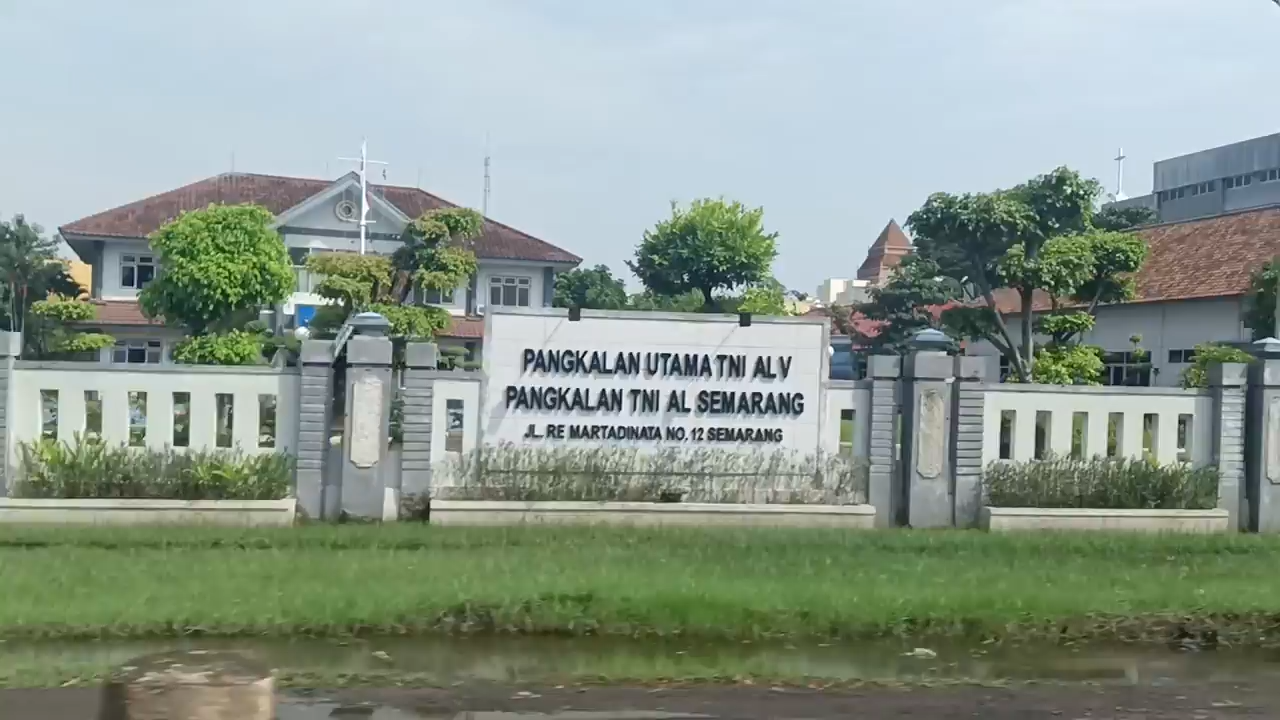 PANGKALAN UTAMA TNI AL V
PANGKALAN TNI AL SEMARANG
JL. RE MARTADINATA NO. 12 SEMARANG